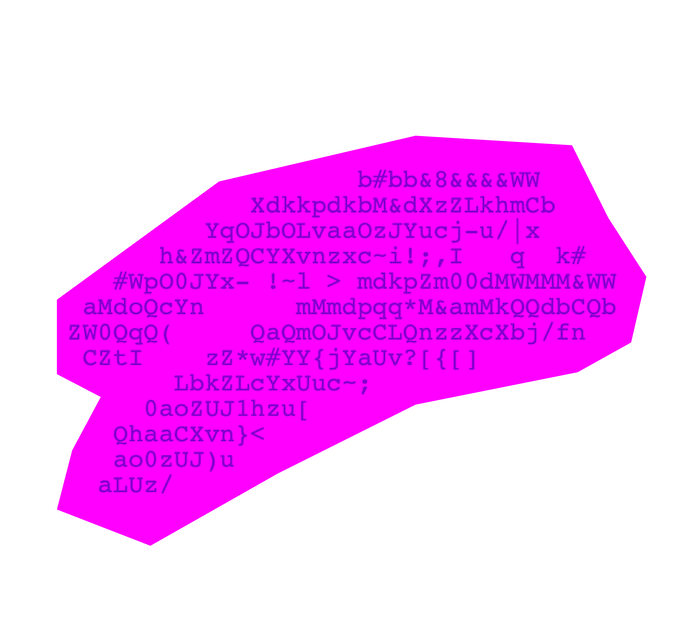 b#bb&8&&&&WW
XdkkpdkbM&dXzZLkhmCb
YqOJbOLvaaOzJYucj-u/|x
h&ZmZQCYXvnzxc~i!;,I   q  k#
#WpO0JYx- !~l > mdkpZm00dMWMMM&WW
aMdoQcYn      mMmdpqq*M&amMkQQdbCQb
ZW0QqQ(     QaQmOJvcCLQnzzXcXbj/fn
CZtI    zZ*w#YY{jYaUv?[{[]
LbkZLcYxUuc~;
0aoZUJ1hzu[
QhaaCXvn}<
ao0zUJ)u
aLUz/